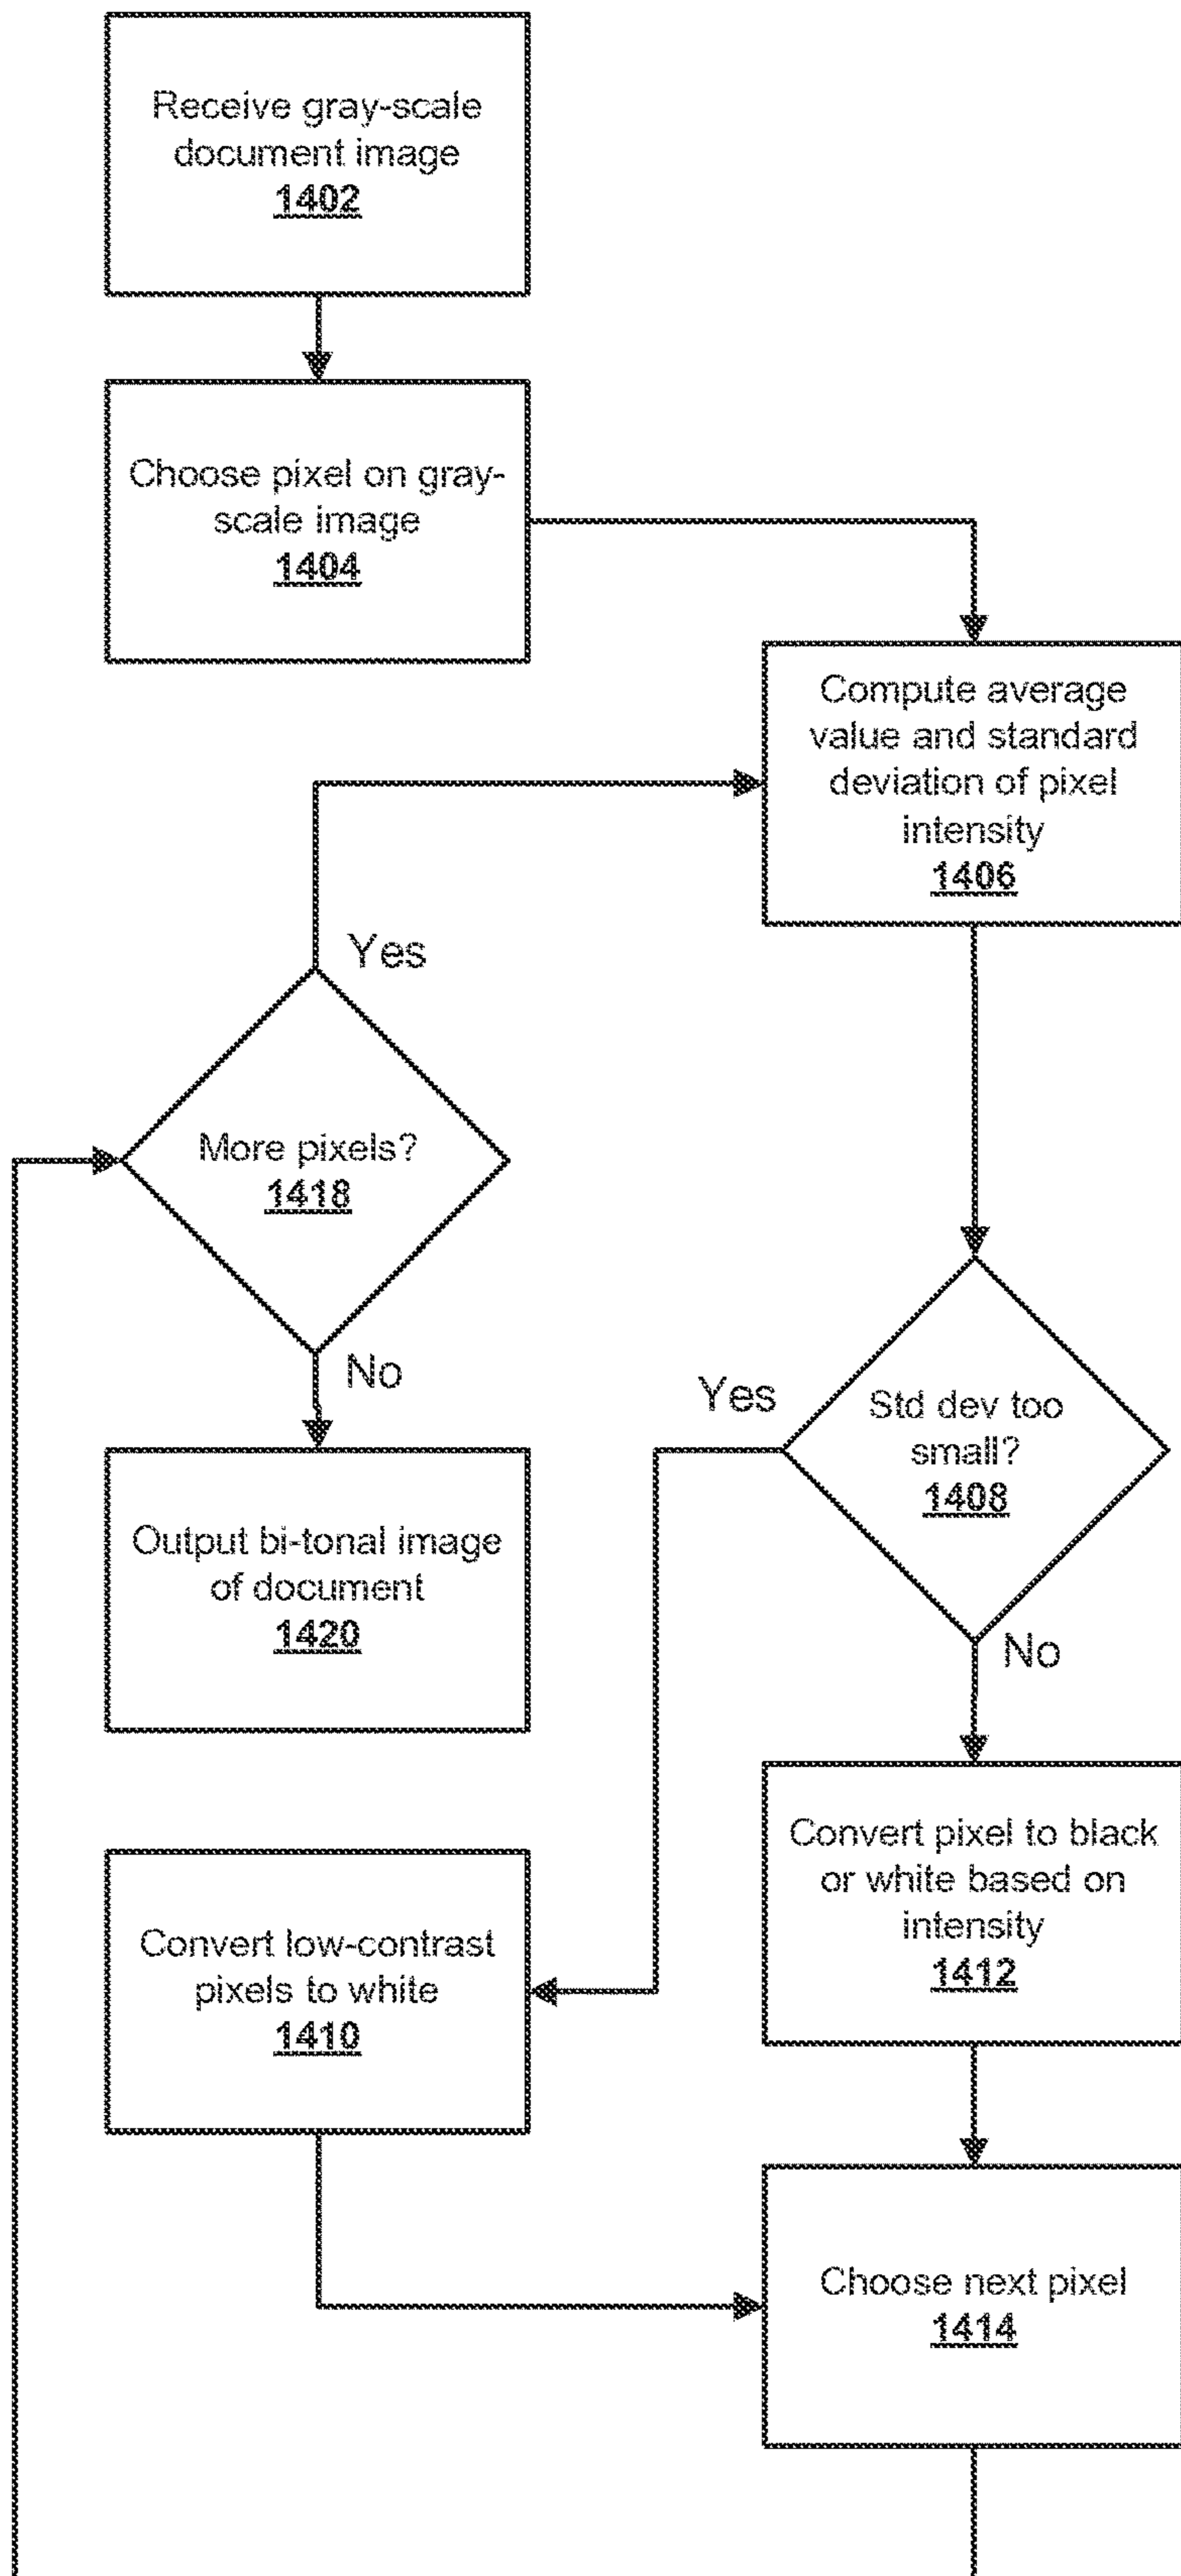 Receive gray-scale
document image
1402
Choose pixel on gray-
scale image
1404
Compute average
value and standard
deviation of pixel
intensity
1406
Yes
More pixels?
1418
No
Yes
Std dev too
small?
1408
No
Output bi-tonal image
of document
1420
Convert pixel to black
or white based on
intensity
1412
Convert low-contrast
pixels to white
1410
Choose next pixel
1414